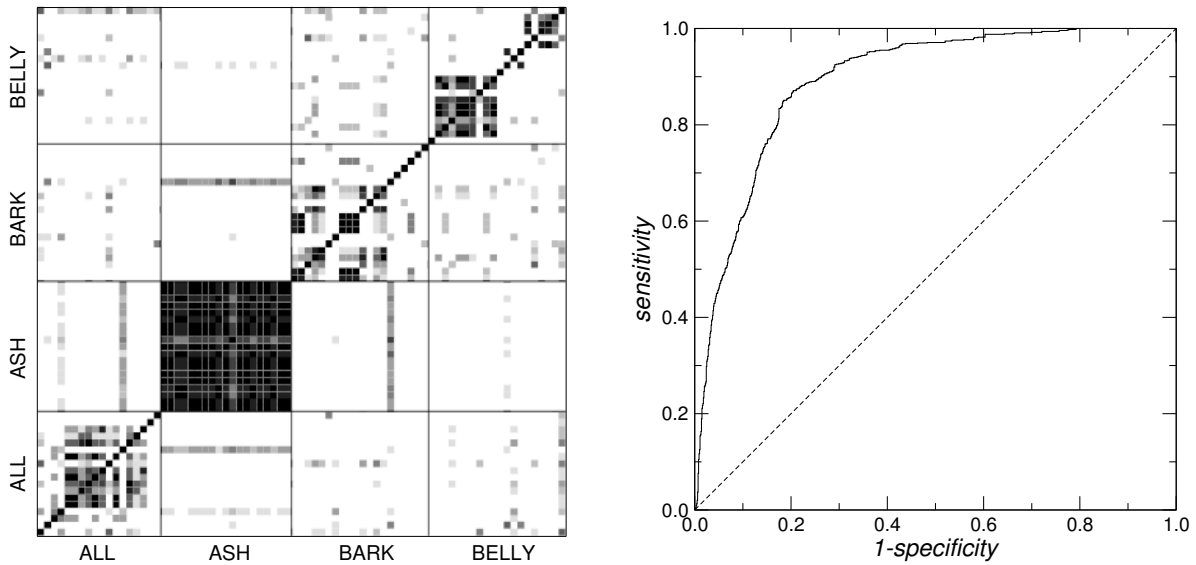 BELLY
BARK
ASH
ALL
ALL ASH BARK BELLY
sensitivity
1.0
0.8
0.6
0.4
0.2
0.0
0.0 0.2 0.4 0.6 0.8 1.0
1-specificity